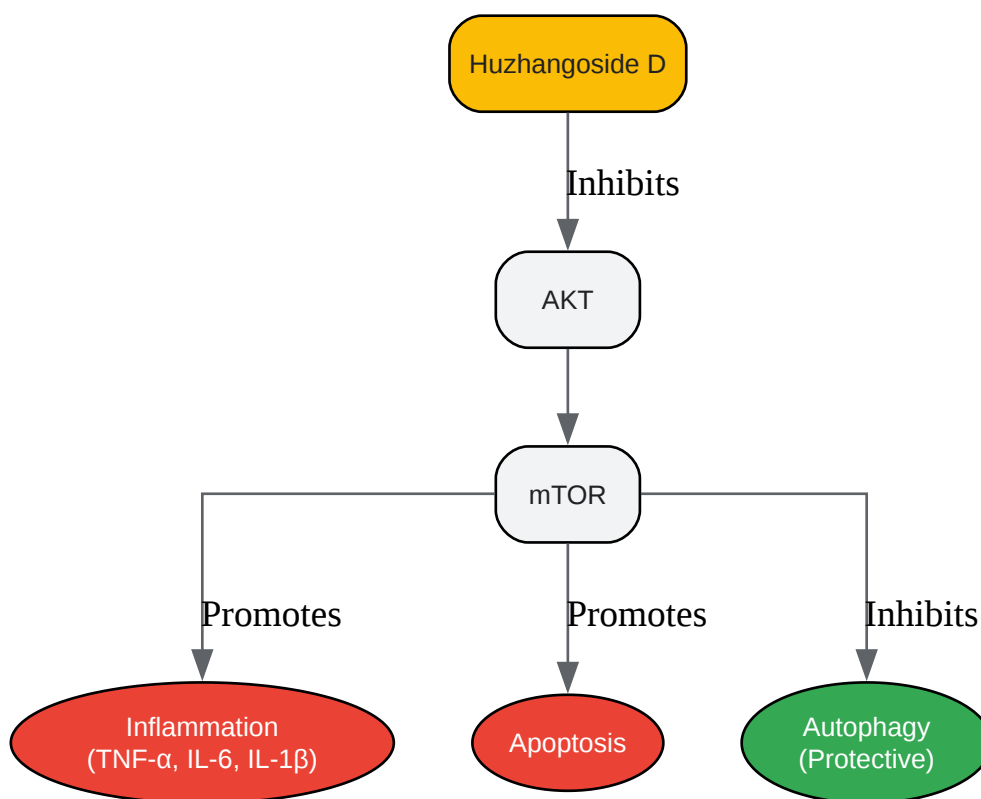 Huzhangoside D
Inhibits
AKT
mTOR
Promotes
Promotes
Inhibits
Inflammation
(TNF-α, IL-6, IL-1β)
Apoptosis
Autophagy
(Protective)